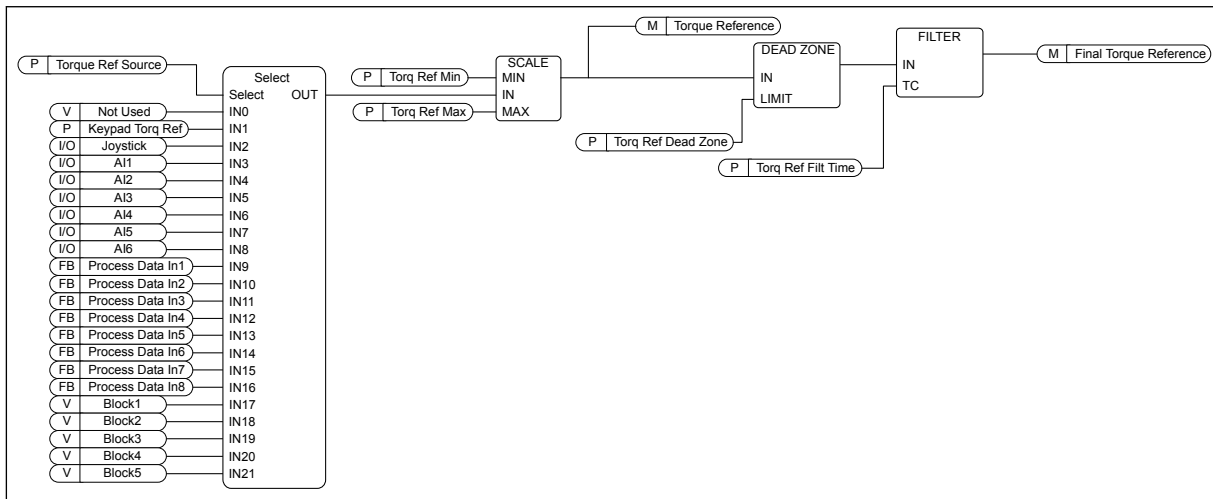 M Torque Reference
P Torque Ref Source
Select
Select OUT
V Not Used IN0
P Keypad Torq Ref IN1
I/O Joystick IN2
I/O AI1 IN3
I/O AI2 IN4
I/O AI3 IN5
I/O AI4 IN6
I/O AI5 IN7
I/O AI6 IN8
FB Process Data In1 IN9
FB Process Data In2 IN10
FB Process Data In3 IN11
FB Process Data In4 IN12
FB Process Data In5 IN13
FB Process Data In6 IN14
FB Process Data In7 IN15
FB Process Data In8 IN16
V Block1 IN17
V Block2 IN18
V Block3 IN19
V Block4 IN20
V Block5 IN21
SCALE
P Torq Ref Min MIN
IN
P Torq Ref Max MAX
DEAD ZONE
IN
LIMIT
P Torq Ref Dead Zone
FILTER
IN
TC
P Torq Ref Filt Time
M Final Torque Reference